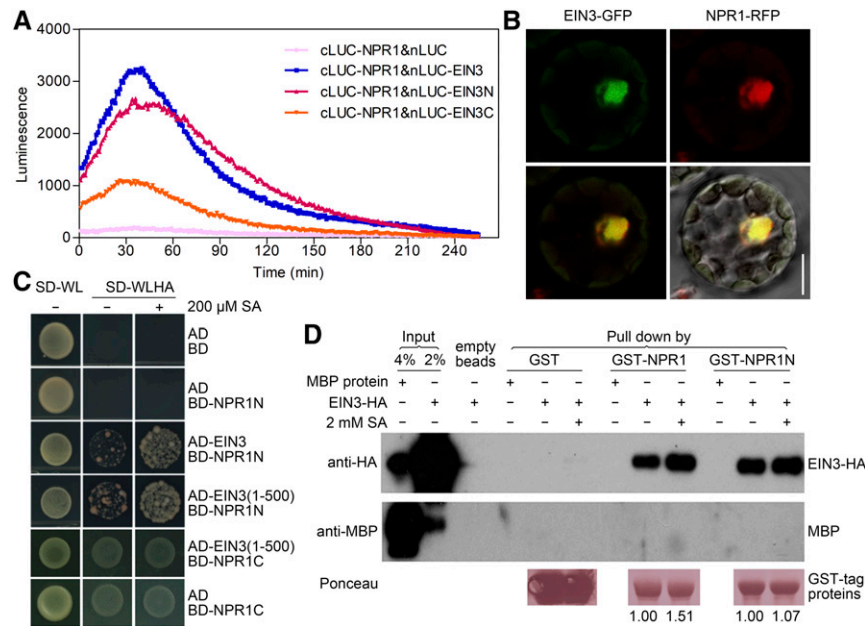 A
4000
3000
2000
1000
0
Luminescence
cLUC-NPR1&nLUC
cLUC-NPR1&nLUC-EIN3
cLUC-NPR1&nLUC-EIN3N
cLUC-NPR1&nLUC-EIN3C
0 30 60 90 120 150 180 210 240
Time (min)
B
EIN3-GFP NPR1-RFP
C
SD-WL SD-WLHA
− − + 200 µM SA
AD
BD
AD
BD-NPR1N
AD-EIN3
BD-NPR1N
AD-EIN3(1-500)
BD-NPR1N
AD-EIN3(1-500)
BD-NPR1C
AD
BD-NPR1C
D
Input empty beads Pull down by
4% 2% GST GST-NPR1 GST-NPR1N
MBP protein + − − + − − + − − + − −
EIN3-HA − + + − + + − + + − + +
2 mM SA − − − − − + − − + − − +
anti-HA EIN3-HA
anti-MBP MBP
Ponceau GST-tag proteins
1.00 1.51 1.00 1.07